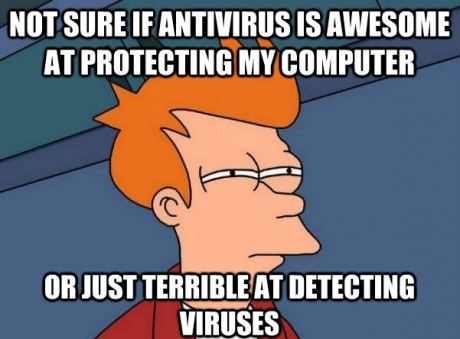 NOT SURE IF ANTIVIRUS IS AWESOME
AT PROTECTING MY COMPUTER
OR JUST TERRIBLE AT DETECTING
VIRUSES